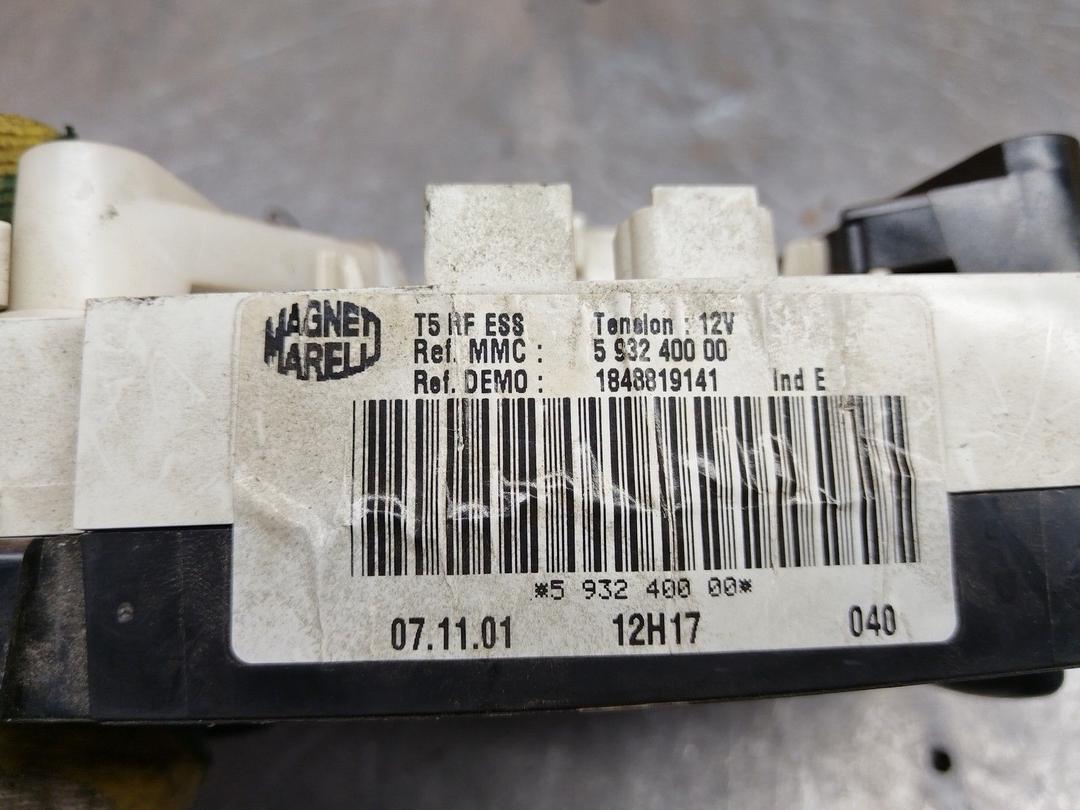 MAGNETI
MARELLI
T5 RF ESS Tension : 12V
Ref. MMC : 5 932 400 00
Ref. DEMO : 1848819141 Ind E
*5 932 400 00*
07.11.01 12H17 040